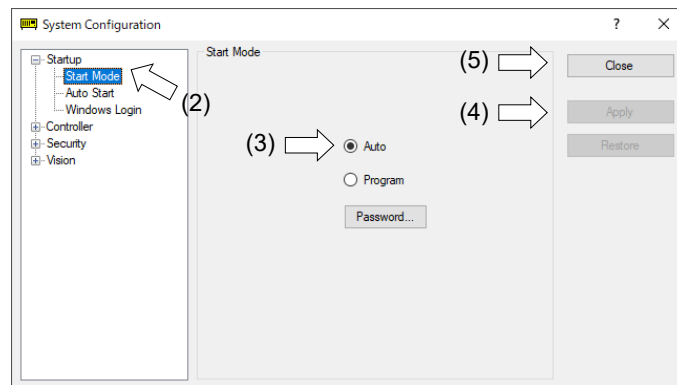 System Configuration
?
Startup
Start Mode
Auto Start
Windows Login
Controller
Security
Vision
(2)
Start Mode
(3)
Auto
Program
Password...
(5)
Close
(4)
Apply
Restore